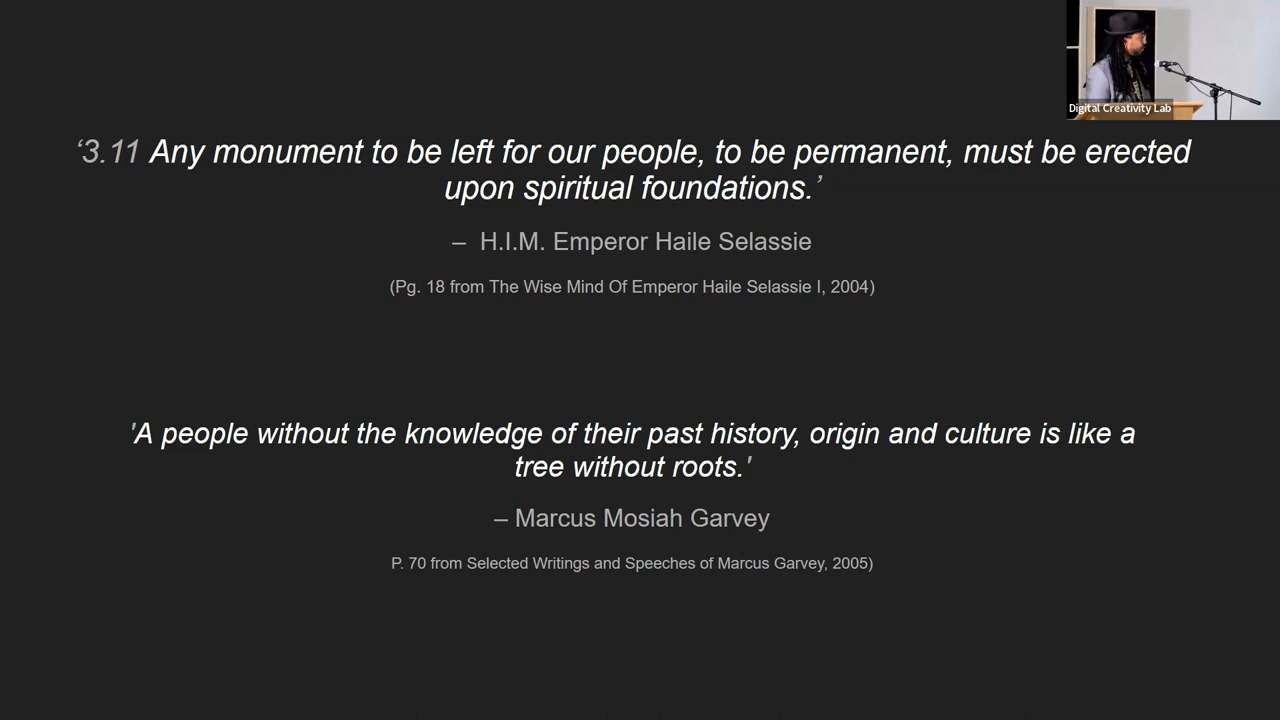 Digital Creativity Lab
‘3.11 Any monument to be left for our people, to be permanent, must be erected
upon spiritual foundations.’
– H.I.M. Emperor Haile Selassie
(Pg. 18 from The Wise Mind Of Emperor Haile Selassie I, 2004)
'A people without the knowledge of their past history, origin and culture is like a
tree without roots.'
– Marcus Mosiah Garvey
P. 70 from Selected Writings and Speeches of Marcus Garvey, 2005)